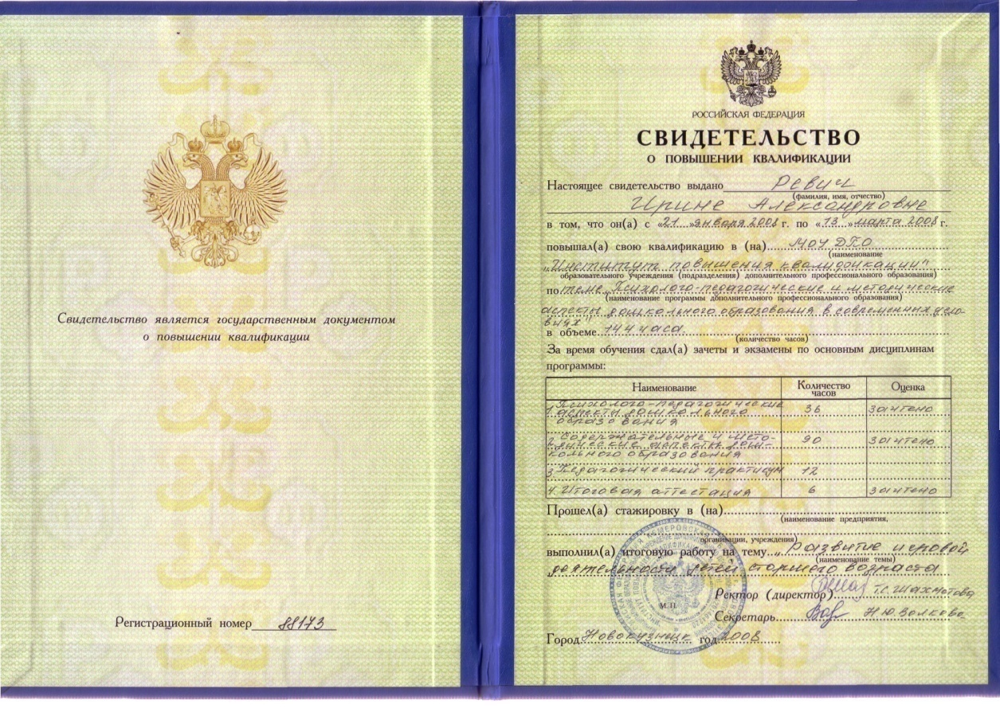 Свидетельство является государственным документом
о повышении квалификации
Регистрационный номер 88173
РОССИЙСКАЯ ФЕДЕРАЦИЯ
СВИДЕТЕЛЬСТВО
О ПОВЫШЕНИИ КВАЛИФИКАЦИИ
Настоящее свидетельство выдано Ревич
(фамилия, имя, отчество)
Ирине Александровне
в том, что он(а) с «21» января 2008 г. по «13» марта 2008 г.
повышал(а) свою квалификацию в (на) МОУ ДПО
(наименование
"Институт повышения квалификации"
образовательного учреждения (подразделения) дополнительного профессионального образования)
по теме „Психолого-педагогические и методические
(наименование программы дополнительного профессионального образования)
аспекты дошкольного образования в современных усло-
виях"
в объеме 144 часа.
(количество часов)
За время обучения сдал(а) зачеты и экзамены по основным дисциплинам
программы:
Наименование Количество часов Оценка
1. Психолого-педагогические 36 зачтено
аспекты дошкольного
образования
2. Содержательные и мето- 90 зачтено
дические аспекты дош-
кольного образования
3. Педагогический практикум 12
4. Итоговая аттестация 6 зачтено
Прошел(а) стажировку в (на)
(наименование предприятия,
организации, учреждения)
выполнил(а) итоговую работу на тему „Развитие игровой
(наименование темы)
деятельности детей старшего возраста
Ректор (директор) Т.С. Шахматова
М.П.
Секретарь Н.Ю. Волкова
Город Новокузнецк год 2008